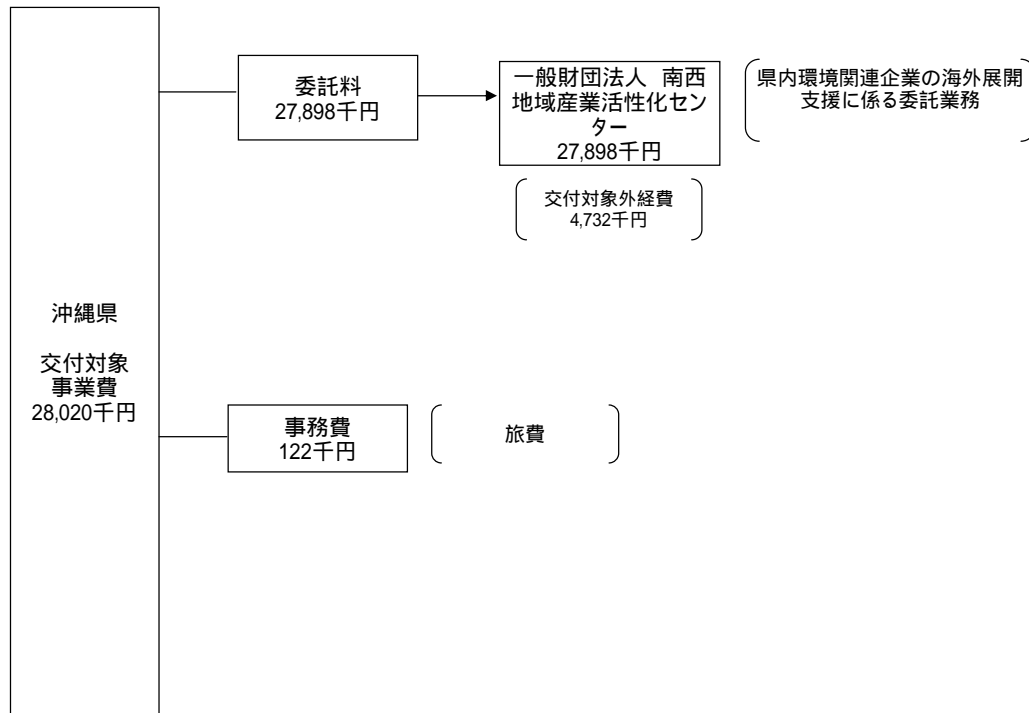 委託料
27,898千円
一般財団法人 南西
地域産業活性化セン
ター
27,898千円
県内環境関連企業の海外展開
支援に係る委託業務
交付対象外経費
4,732千円
沖縄県
交付対象
事業費
28,020千円
事務費
122千円
旅費